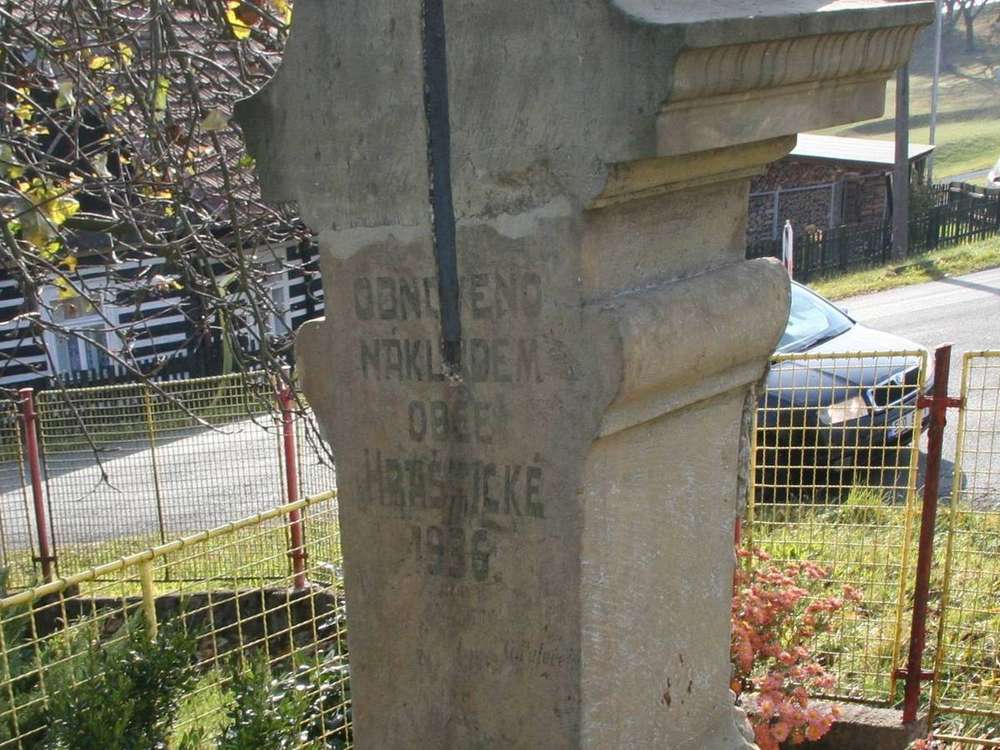 OBNOVENO
NÁKLADEM
OBCE
HRAŠTICKÉ
1936.